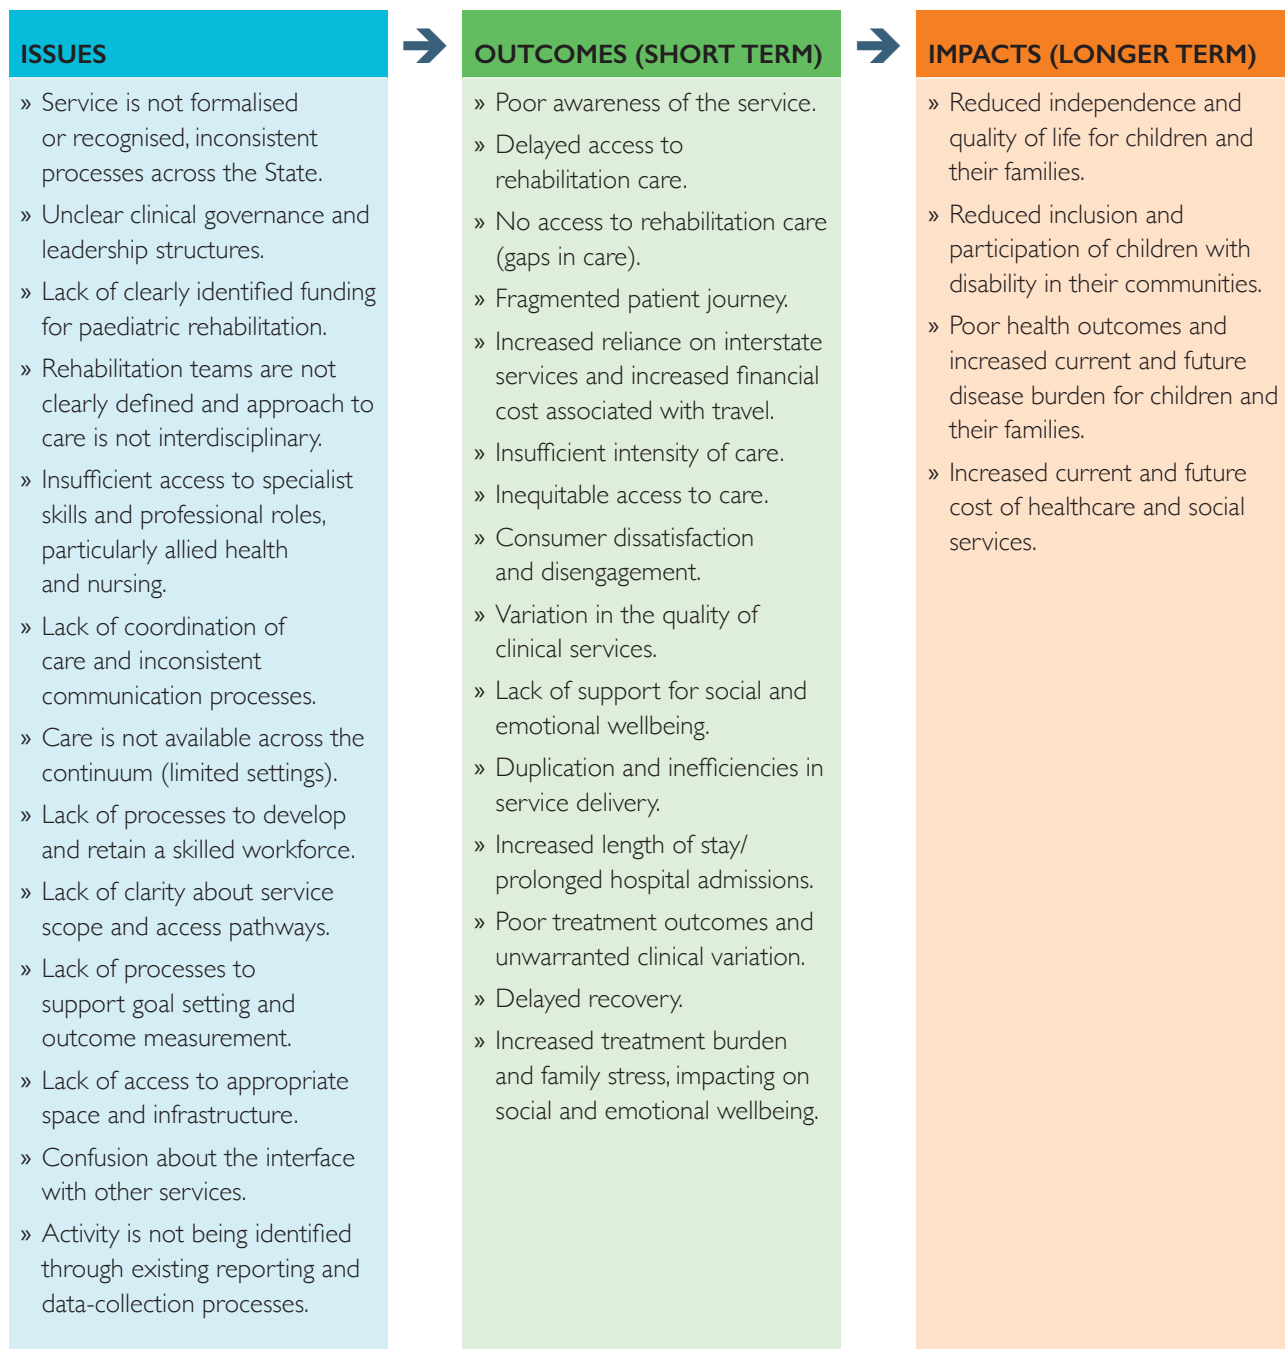 ISSUES
» Service is not formalised
or recognised, inconsistent
processes across the State.
» Unclear clinical governance and
leadership structures.
» Lack of clearly identified funding
for paediatric rehabilitation.
» Rehabilitation teams are not
clearly defined and approach to
care is not interdisciplinary.
» Insufficient access to specialist
skills and professional roles,
particularly allied health
and nursing.
» Lack of coordination of
care and inconsistent
communication processes.
» Care is not available across the
continuum (limited settings).
» Lack of processes to develop
and retain a skilled workforce.
» Lack of clarity about service
scope and access pathways.
» Lack of processes to
support goal setting and
outcome measurement.
» Lack of access to appropriate
space and infrastructure.
» Confusion about the interface
with other services.
» Activity is not being identified
through existing reporting and
data-collection processes.
OUTCOMES (SHORT TERM)
» Poor awareness of the service.
» Delayed access to
rehabilitation care.
» No access to rehabilitation care
(gaps in care).
» Fragmented patient journey.
» Increased reliance on interstate
services and increased financial
cost associated with travel.
» Insufficient intensity of care.
» Inequitable access to care.
» Consumer dissatisfaction
and disengagement.
» Variation in the quality of
clinical services.
» Lack of support for social and
emotional wellbeing.
» Duplication and inefficiencies in
service delivery.
» Increased length of stay/
prolonged hospital admissions.
» Poor treatment outcomes and
unwarranted clinical variation.
» Delayed recovery.
» Increased treatment burden
and family stress, impacting on
social and emotional wellbeing.
IMPACTS (LONGER TERM)
» Reduced independence and
quality of life for children and
their families.
» Reduced inclusion and
participation of children with
disability in their communities.
» Poor health outcomes and
increased current and future
disease burden for children and
their families.
» Increased current and future
cost of healthcare and social
services.